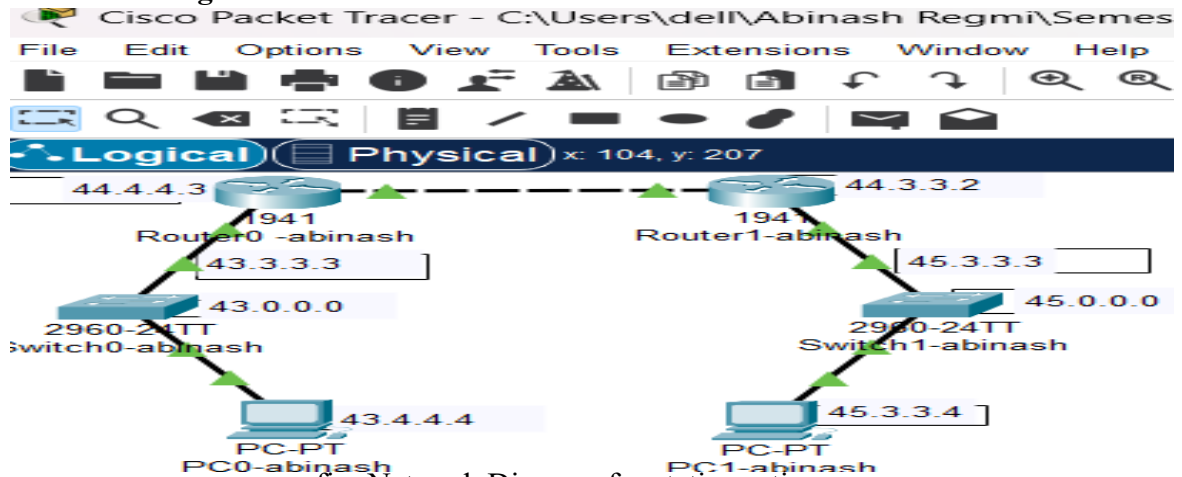 Cisco Packet Tracer - C:\Users\dell\Abinash Regmi\Semes
File Edit Options View Tools Extensions Window Help
Logical Physical x: 104, y: 207
44.4.4.3 44.3.3.2
1941 1941
Router0 -abinash Router1-abinash
43.3.3.3 45.3.3.3
43.0.0.0 45.0.0.0
2960-24TT 2960-24TT
Switch0-abinash Switch1-abinash
43.4.4.4 45.3.3.4
PC-PT PC-PT
PC0-abinash PC1-abinash